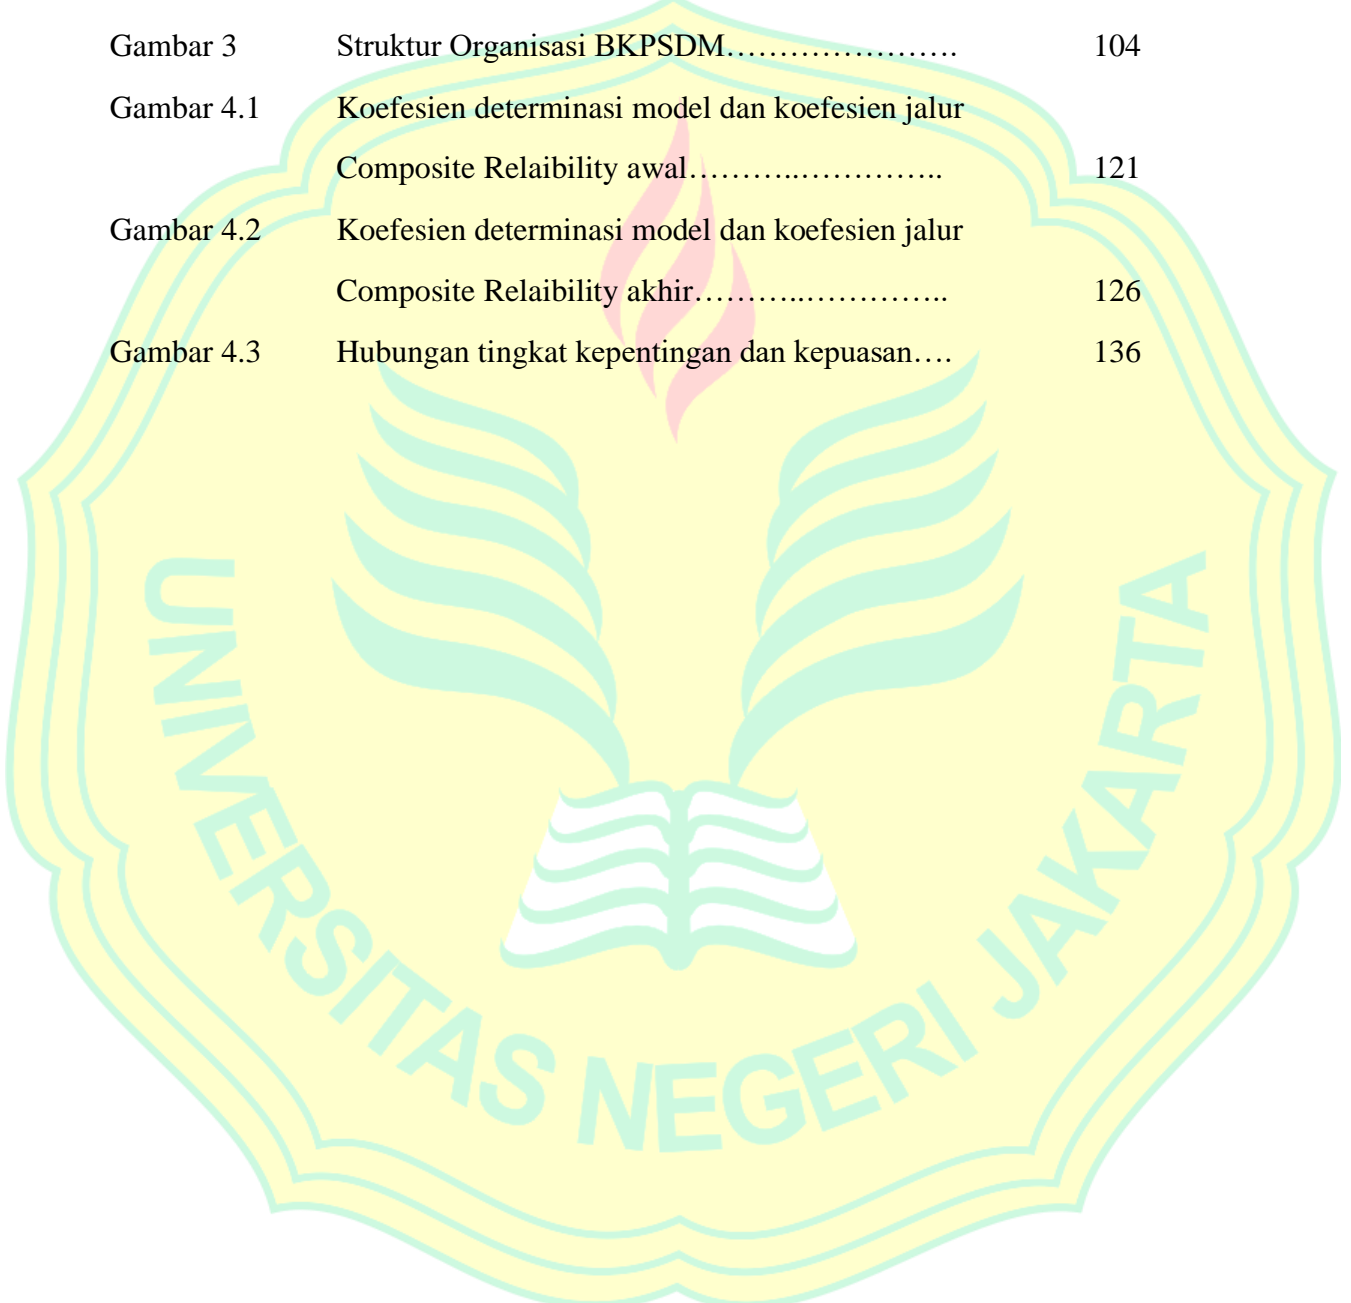 Gambar 3 Struktur Organisasi BKPSDM…………………. 104
Gambar 4.1 Koefesien determinasi model dan koefesien jalur
Composite Relaibility awal………..………….. 121
Gambar 4.2 Koefesien determinasi model dan koefesien jalur
Composite Relaibility akhir………..………….. 126
Gambar 4.3 Hubungan tingkat kepentingan dan kepuasan…. 136
UNIVERSITAS NEGERI JAKARTA